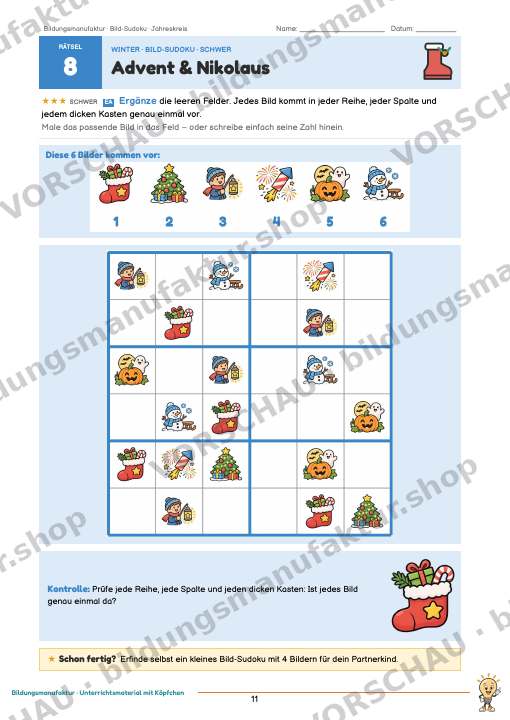 Bildungsmanufaktur · Bild-Sudoku · Jahreskreis Name: Datum:
RÄTSEL
8
WINTER · BILD-SUDOKU · SCHWER
Advent & Nikolaus
★★★ SCHWER EA Ergänze die leeren Felder. Jedes Bild kommt in jeder Reihe, jeder Spalte und
jedem dicken Kasten genau einmal vor.
Male das passende Bild in das Feld – oder schreibe einfach seine Zahl hinein.
Diese 6 Bilder kommen vor:
1 2 3 4 5 6
Kontrolle: Prüfe jede Reihe, jede Spalte und jeden dicken Kasten: Ist jedes Bild
genau einmal da?
★ Schon fertig? Erfinde selbst ein kleines Bild-Sudoku mit 4 Bildern für dein Partnerkind.
Bildungsmanufaktur · Unterrichtsmaterial mit Köpfchen
11
VORSCHAU · bildungsmanufaktur.shop